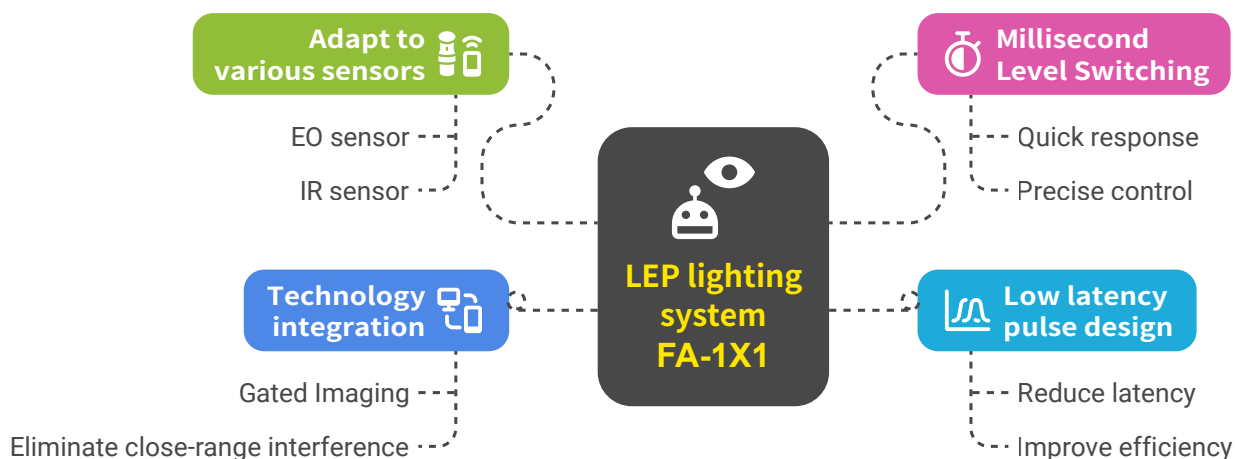 Adapt to
various sensors
EO sensor
IR sensor
Technology
integration
Gated Imaging
Eliminate close-range interference
LEP lighting
system
FA-1X1
Millisecond
Level Switching
Quick response
Precise control
Low latency
pulse design
Reduce latency
Improve efficiency